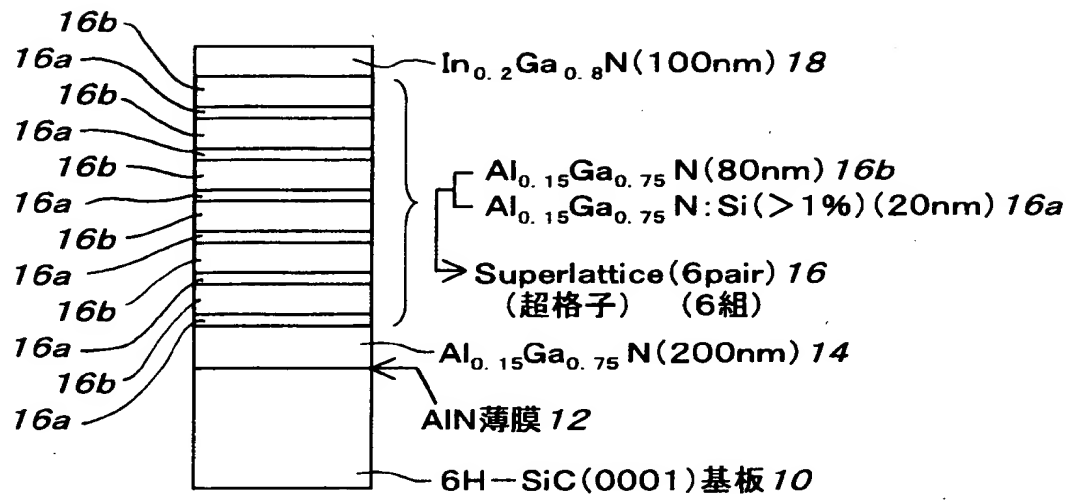 16b
16a
16b
16a
16b
16a
16b
16a
16b
16a
16b
16a
In0.2Ga0.8N(100nm) 18
Al0.15Ga0.75N(80nm) 16b
Al0.15Ga0.75N:Si(>1%)(20nm) 16a
Superlattice(6pair) 16
(超格子) (6組)
Al0.15Ga0.75N(200nm) 14
AlN薄膜 12
6H-SiC(0001)基板 10